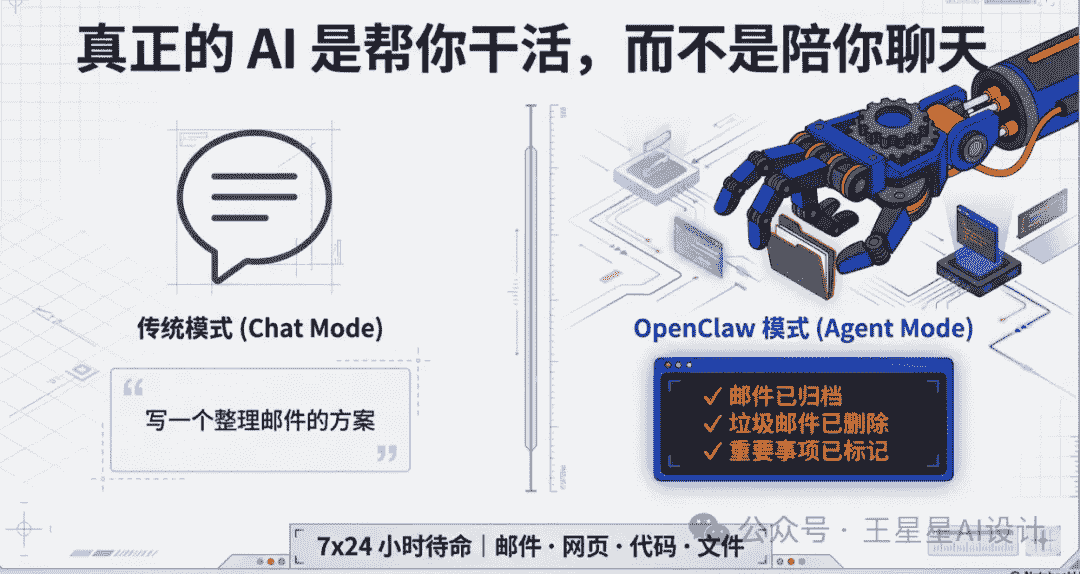 真正的 AI 是帮你干活，而不是陪你聊天
传统模式 (Chat Mode)
“
写一个整理邮件的方案
”
OpenClaw 模式 (Agent Mode)
✓ 邮件已归档
✓ 垃圾邮件已删除
✓ 重要事项已标记
7x24 小时待命｜邮件 · 网页 · 代码 · 文件
公众号 · 王星星AI设计